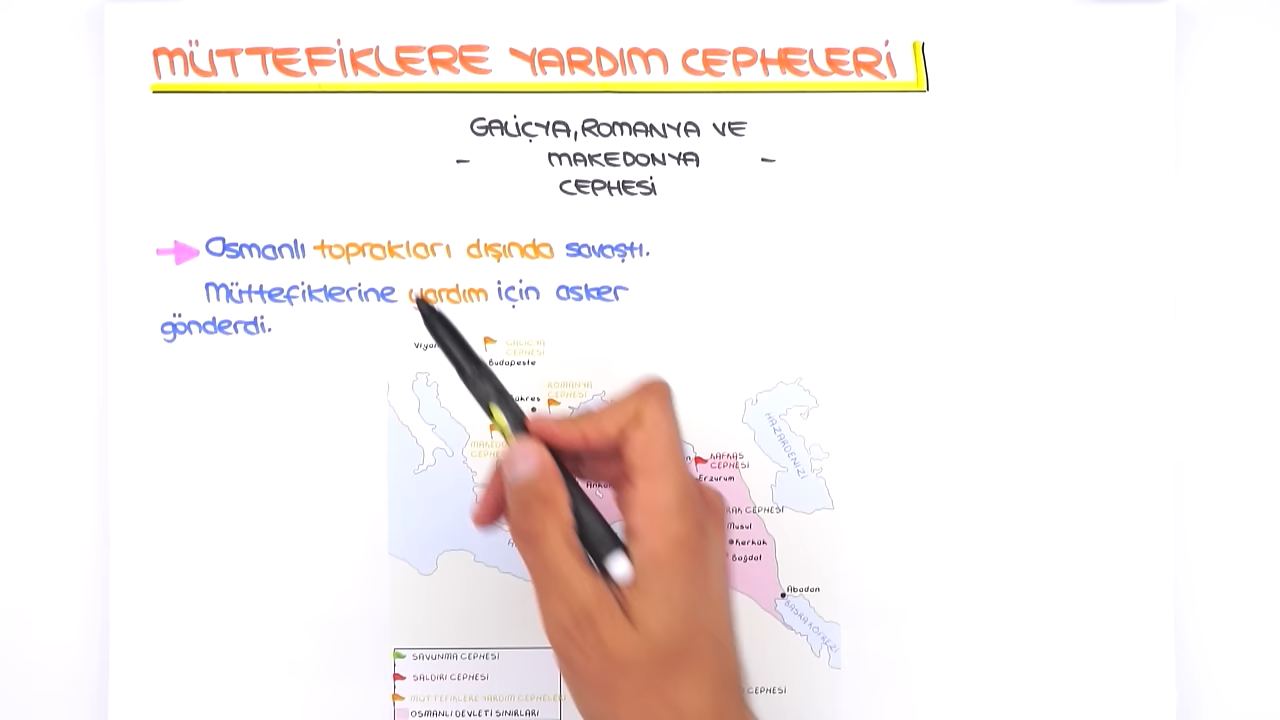 MÜTTEFİKLERE YARDIM CEPHELERİ
GALİÇYA, ROMANYA VE
- MAKEDONYA -
CEPHESİ
Osmanlı toprakları dışında savaştı.
Müttefiklerine yardım için asker
gönderdi.
GALİÇYA
CEPHESİ
Budapeşte
ROMANYA
CEPHESİ
HAZAR DENİZİ
KAFKAS
CEPHESİ
Erzurum
CEPHESİ
Musul
Kerkük
Bağdat
Abadan
BASRA KÖRFEZİ
SAVUNMA CEPHESİ
SALDIRI CEPHESİ
MÜTTEFİKLERE YARDIM CEPHELERİ
OSMANLI DEVLETİ SINIRLARI
CEPHESİ